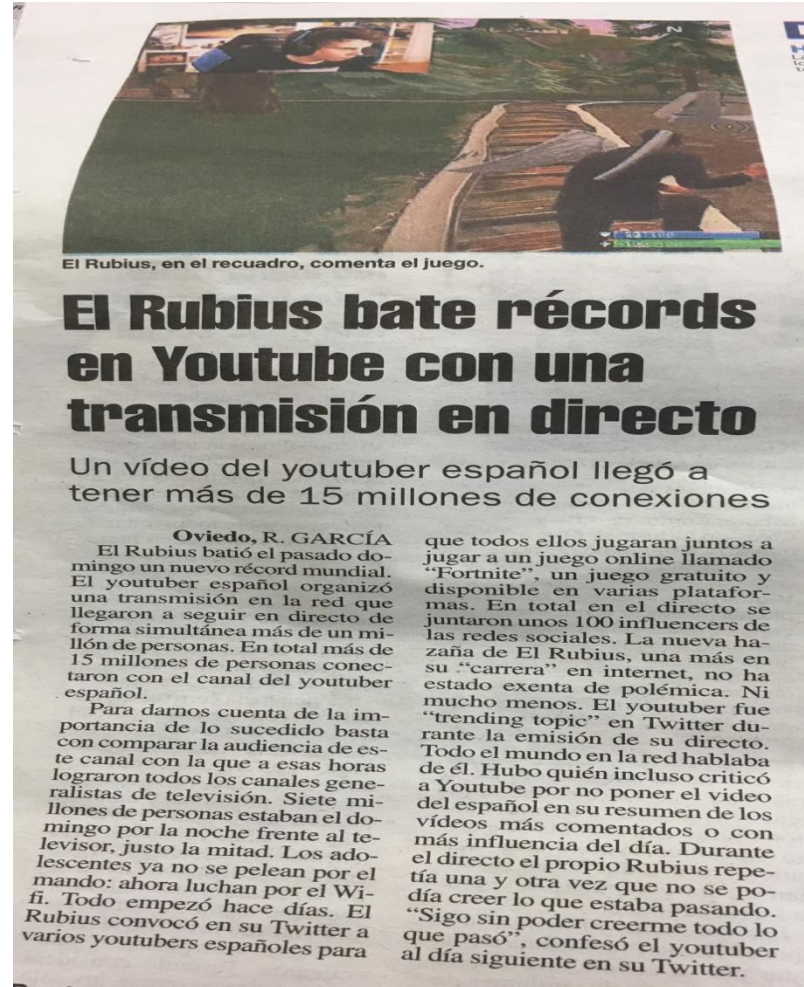 El Rubius, en el recuadro, comenta el juego.
El Rubius bate récords
en Youtube con una
transmisión en directo
Un vídeo del youtuber español llegó a
tener más de 15 millones de conexiones
Oviedo, R. GARCÍA
El Rubius batió el pasado do-
mingo un nuevo récord mundial.
El youtuber español organizó
una transmisión en la red que
llegaron a seguir en directo de
forma simultánea más de un mi-
llón de personas. En total más de
15 millones de personas conec-
taron con el canal del youtuber
español.
Para darnos cuenta de la im-
portancia de lo sucedido basta
con comparar la audiencia de es-
te canal con la que a esas horas
lograron todos los canales gene-
ralistas de televisión. Siete mi-
llones de personas estaban el do-
mingo por la noche frente al te-
levisor, justo la mitad. Los ado-
lescentes ya no se pelean por el
mando: ahora luchan por el Wi-
fi. Todo empezó hace días. El
Rubius convocó en su Twitter a
varios youtubers españoles para
que todos ellos jugaran juntos a
jugar a un juego online llamado
“Fortnite”, un juego gratuito y
disponible en varias platafor-
mas. En total en el directo se
juntaron unos 100 influencers de
las redes sociales. La nueva ha-
zaña de El Rubius, una más en
su “carrera” en internet, no ha
estado exenta de polémica. Ni
mucho menos. El youtuber fue
“trending topic” en Twitter du-
rante la emisión de su directo.
Todo el mundo en la red hablaba
de él. Hubo quién incluso criticó
a Youtube por no poner el video
del español en su resumen de los
vídeos más comentados o con
más influencia del día. Durante
el directo el propio Rubius repe-
tía una y otra vez que no se po-
día creer lo que estaba pasando.
“Sigo sin poder creerme todo lo
que pasó”, confesó el youtuber
al día siguiente en su Twitter.